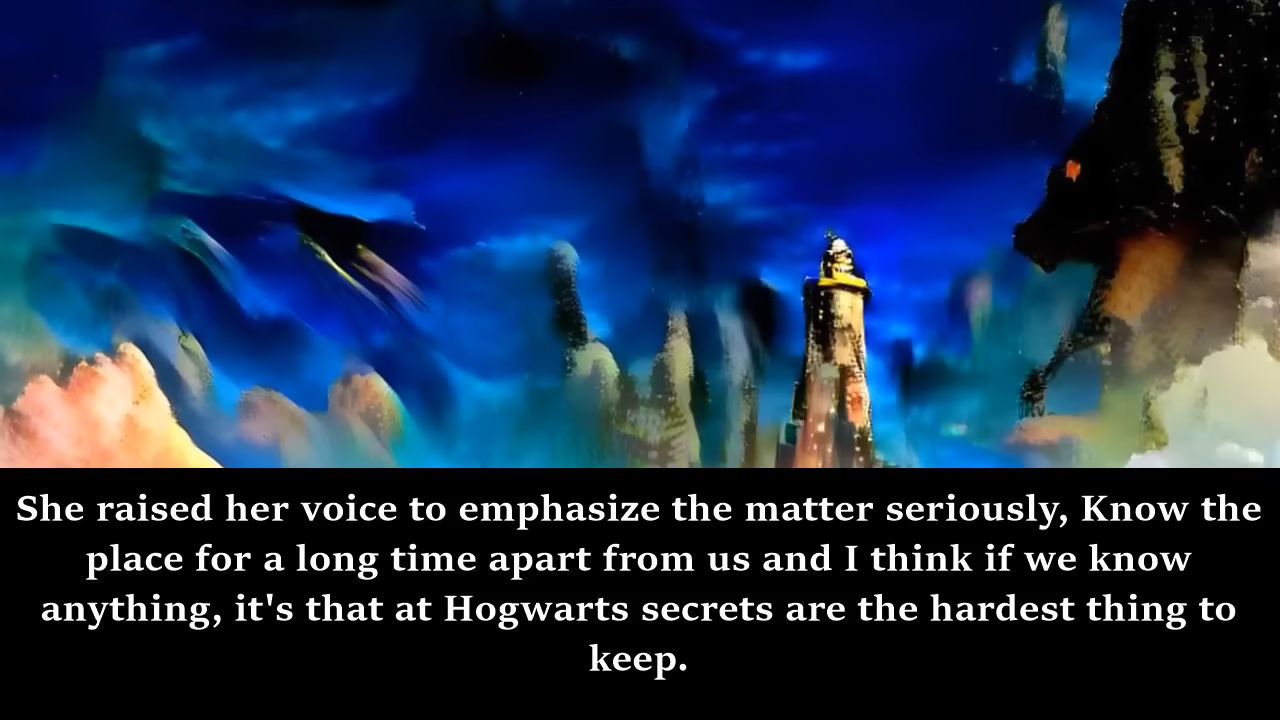 She raised her voice to emphasize the matter seriously, Know the
place for a long time apart from us and I think if we know
anything, it's that at Hogwarts secrets are the hardest thing to
keep.